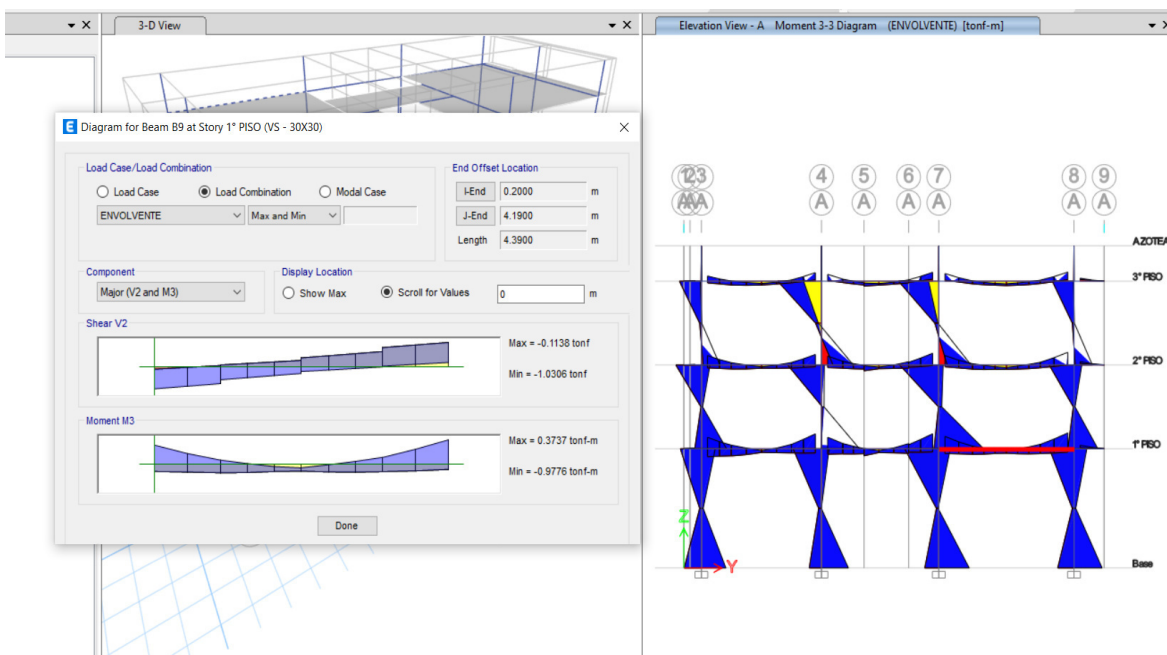 3-D View
Elevation View - A Moment 3-3 Diagram (ENVOLVENTE) [tonf-m]
Diagram for Beam B9 at Story 1° PISO (VS - 30X30)
Load Case/Load Combination
Load Case
Load Combination
Modal Case
ENVOLVENTE
Max and Min
End Offset Location
I-End
0.2000
m
J-End
4.1900
m
Length
4.3900
m
Component
Major (V2 and M3)
Display Location
Show Max
Scroll for Values
0
m
Shear V2
Max = -0.1138 tonf
Min = -1.0306 tonf
Moment M3
Max = 0.3737 tonf-m
Min = -0.9776 tonf-m
Done
1 2 3 4 5 6 7 8 9
A A A A A A A A A
AZOTEA
3° PISO
2° PISO
1° PISO
Base
Z
Y